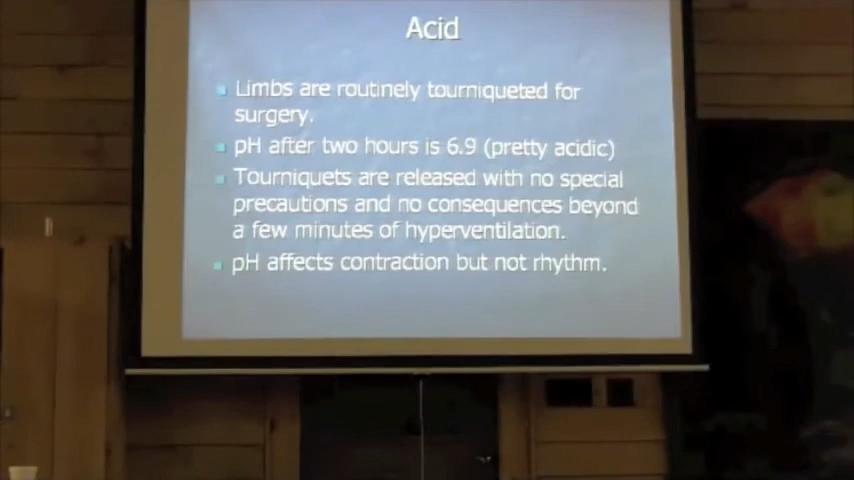 Acid
Limbs are routinely tourniqueted for
surgery.
pH after two hours is 6.9 (pretty acidic)
Tourniquets are released with no special
precautions and no consequences beyond
a few minutes of hyperventilation.
pH affects contraction but not rhythm.